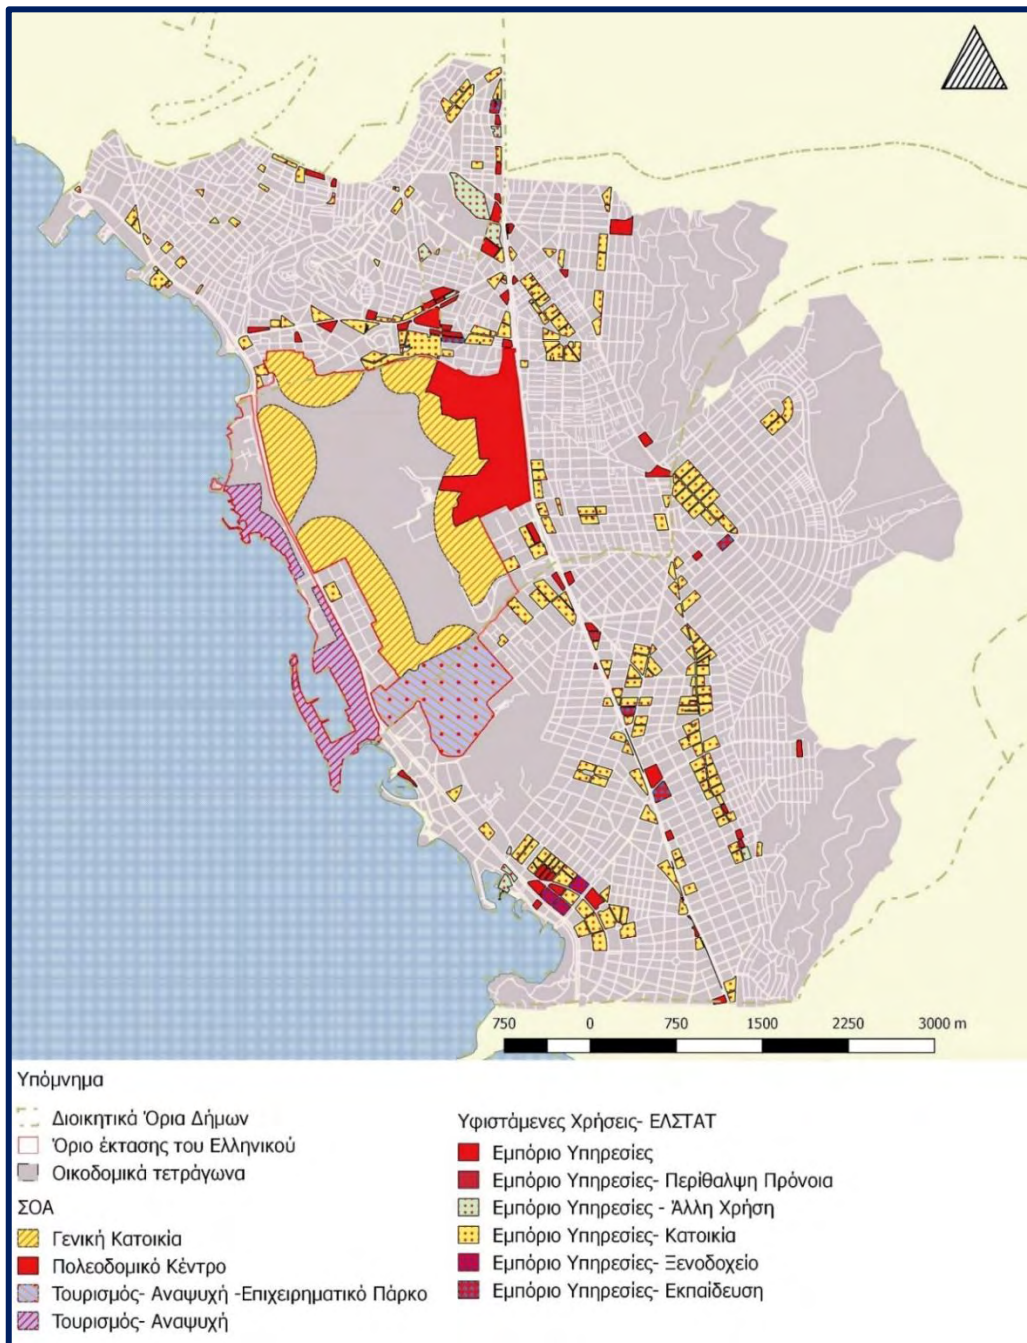 750 0 750 1500 2250 3000 m
Υπόμνημα
Διοικητικά Όρια Δήμων
Όριο έκτασης του Ελληνικού
Οικοδομικά τετράγωνα
ΣΟΑ
Γενική Κατοικία
Πολεοδομικό Κέντρο
Τουρισμός- Αναψυχή -Επιχειρηματικό Πάρκο
Τουρισμός- Αναψυχή
Υφιστάμενες Χρήσεις- ΕΛΣΤΑΤ
Εμπόριο Υπηρεσίες
Εμπόριο Υπηρεσίες- Περίθαλψη Πρόνοια
Εμπόριο Υπηρεσίες - Άλλη Χρήση
Εμπόριο Υπηρεσίες- Κατοικία
Εμπόριο Υπηρεσίες- Ξενοδοχείο
Εμπόριο Υπηρεσίες- Εκπαίδευση